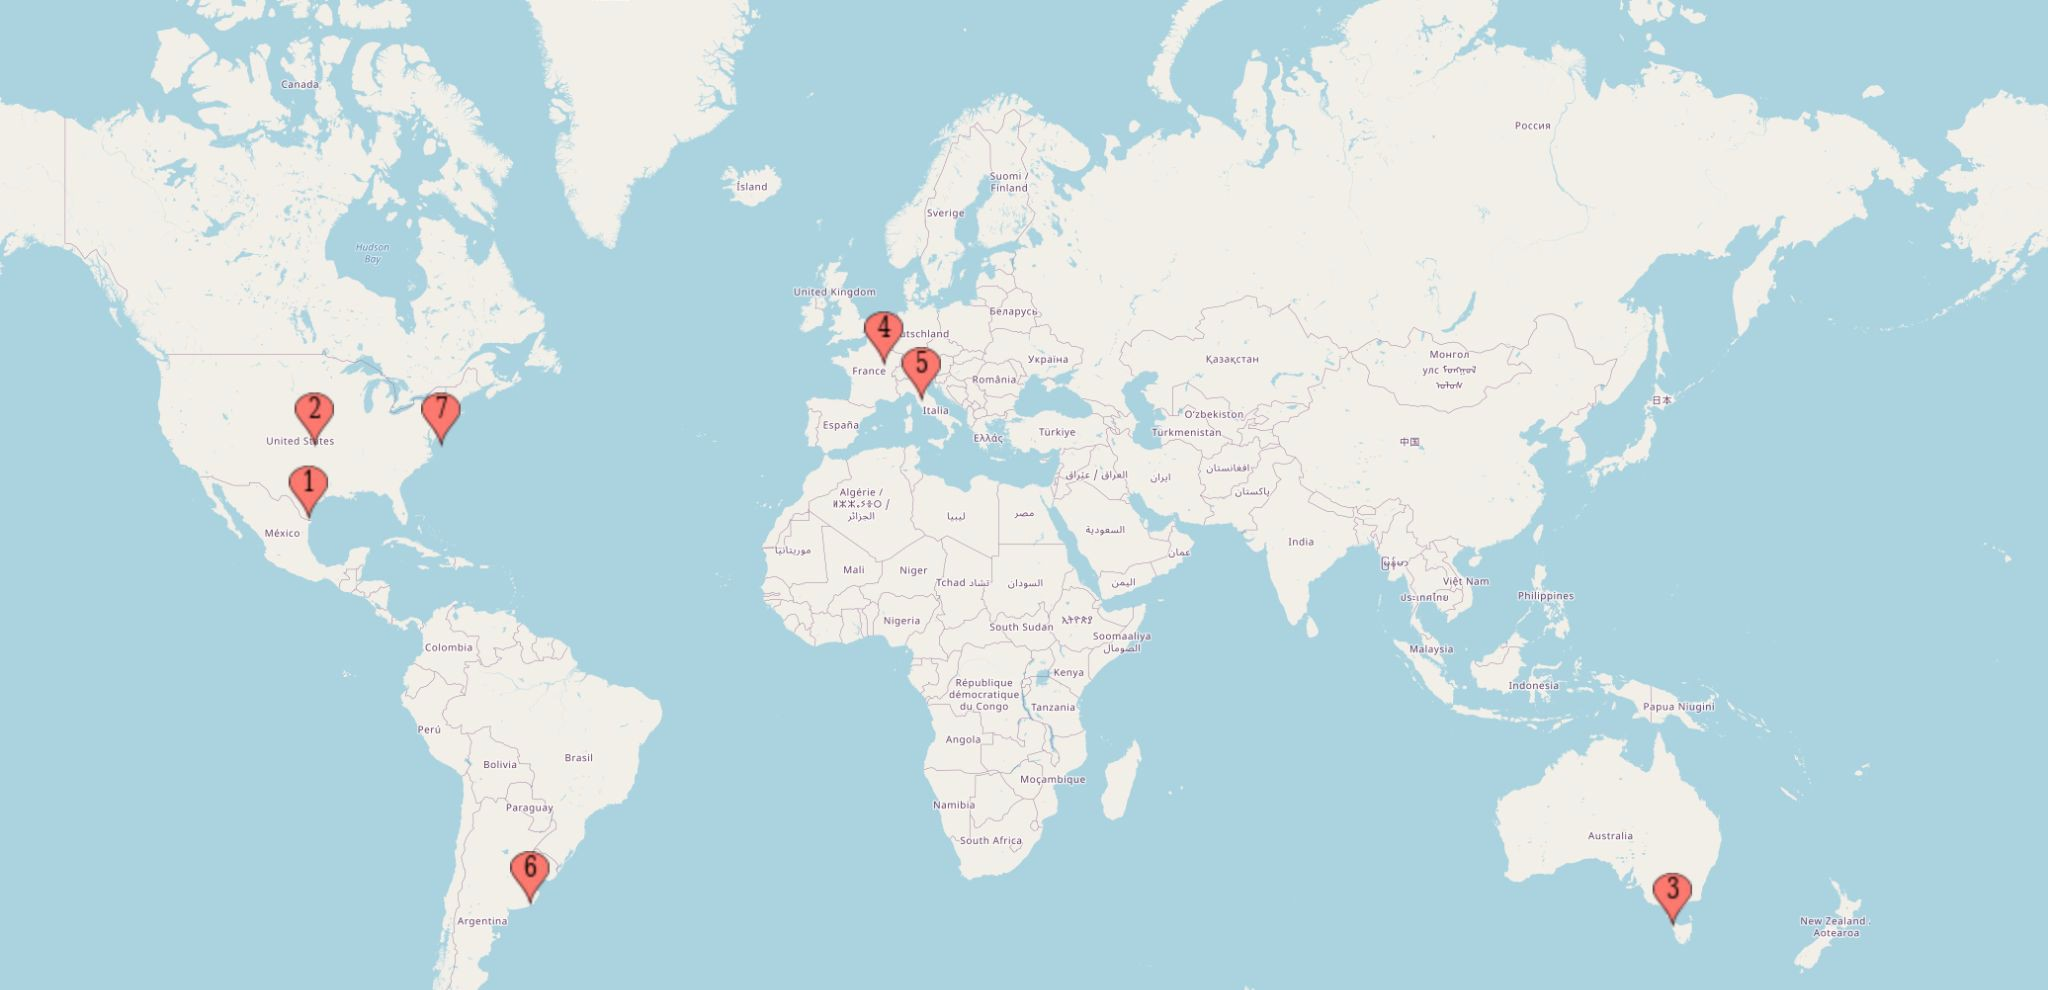 Canada
Россия
Ísland
Suomi /
Finland
Sverige
Hudson
Bay
United Kingdom
Беларусь
4
utschland
Україна
Қазақстан
Монгол
улс
France
5
România
日本
2
7
Italia
O'zbekiston
España
Türkiye
Türkmenistan
Ελλάς
United States
中国
العراق / عێراق
ایران
افغانستان
1
پاکستان
Algérie /
الجزائر
ليبيا
مصر
México
السعودية
India
موريتانيا
عمان
Mali
Niger
Tchad تشاد
السودان
اليمن
Việt Nam
ประเทศไทย
Philippines
Nigeria
South Sudan
ኢትዮጵያ
Soomaaliya
الصومال
Colombia
Malaysia
Kenya
République
démocratique
du Congo
Indonesia
Tanzania
Papua Niugini
Perú
Angola
Bolivia
Brasil
Moçambique
Paraguay
Namibia
South Africa
Australia
6
3
Argentina
New Zealand
Aotearoa